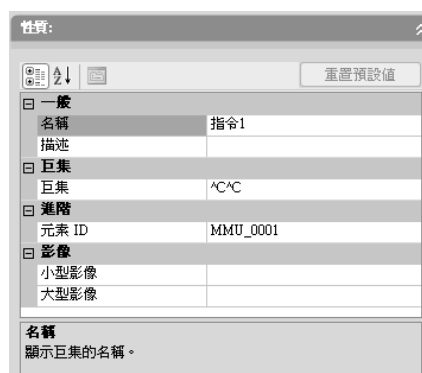 性質:
重置預設值
一般
名稱 指令1
描述
巨集
巨集 ^C^C
進階
元素 ID MMU_0001
影像
小型影像
大型影像
名稱
顯示巨集的名稱。